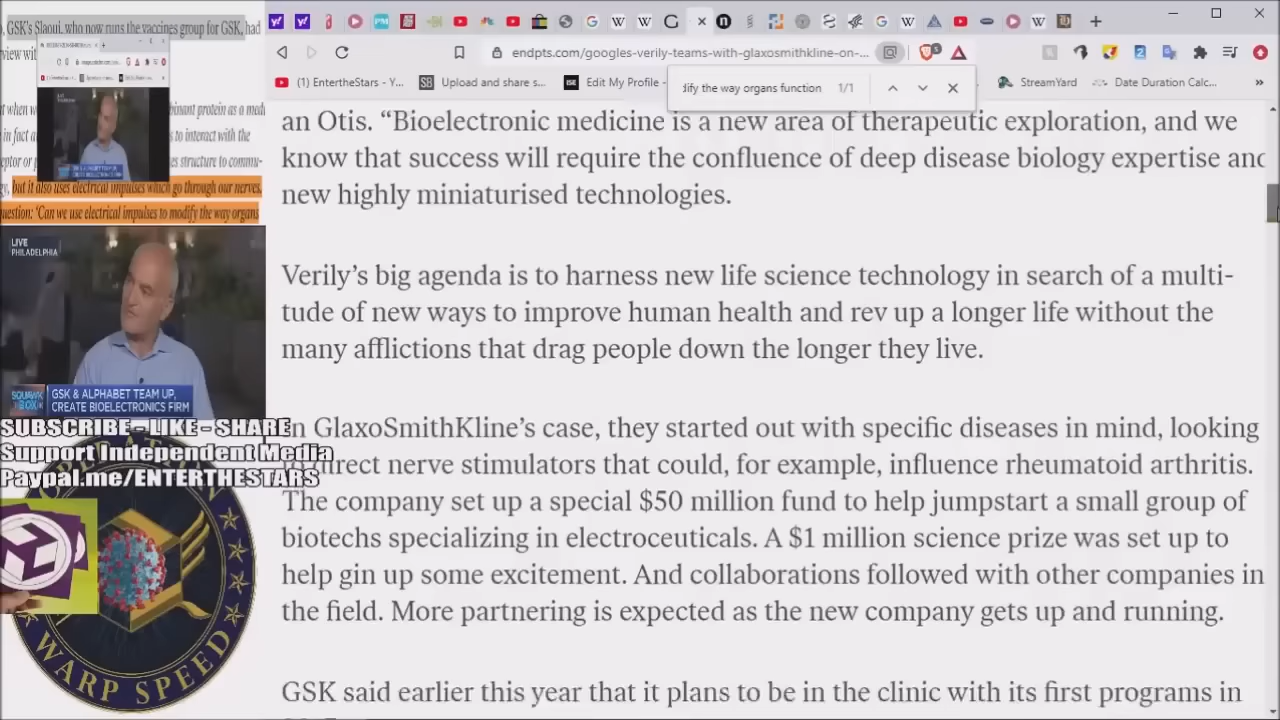 GSK's Slaoui, who now runs the vaccines group for GSK, had
view wi
t when w
binant protein as a med
in fact a
s to interact with the
eptor or p
es structure to commu-
y, but it also uses electrical impulses which go through our nerves.
question: 'Can we use electrical impulses to modify the way organs
LIVE
PHILADELPHIA
SQUAWK BOX
GSK & ALPHABET TEAM UP,
CREATE BIOELECTRONICS FIRM
SUBSCRIBE - LIKE - SHARE
Support Independent Media
Paypal.me/ENTERTHESTARS
OPERATION
WARP SPEED
endpts.com/googles-verily-teams-with-glaxosmithkline-on-...
(1) EntertheStars - Y...
Upload and share s...
Edit My Profile -
StreamYard
Date Duration Calc...
dify the way organs function 1/1
an Otis. “Bioelectronic medicine is a new area of therapeutic exploration, and we
know that success will require the confluence of deep disease biology expertise and
new highly miniaturised technologies.
Verily’s big agenda is to harness new life science technology in search of a multi-
tude of new ways to improve human health and rev up a longer life without the
many afflictions that drag people down the longer they live.
In GlaxoSmithKline’s case, they started out with specific diseases in mind, looking
direct nerve stimulators that could, for example, influence rheumatoid arthritis.
The company set up a special $50 million fund to help jumpstart a small group of
biotechs specializing in electroceuticals. A $1 million science prize was set up to
help gin up some excitement. And collaborations followed with other companies in
the field. More partnering is expected as the new company gets up and running.
GSK said earlier this year that it plans to be in the clinic with its first programs in